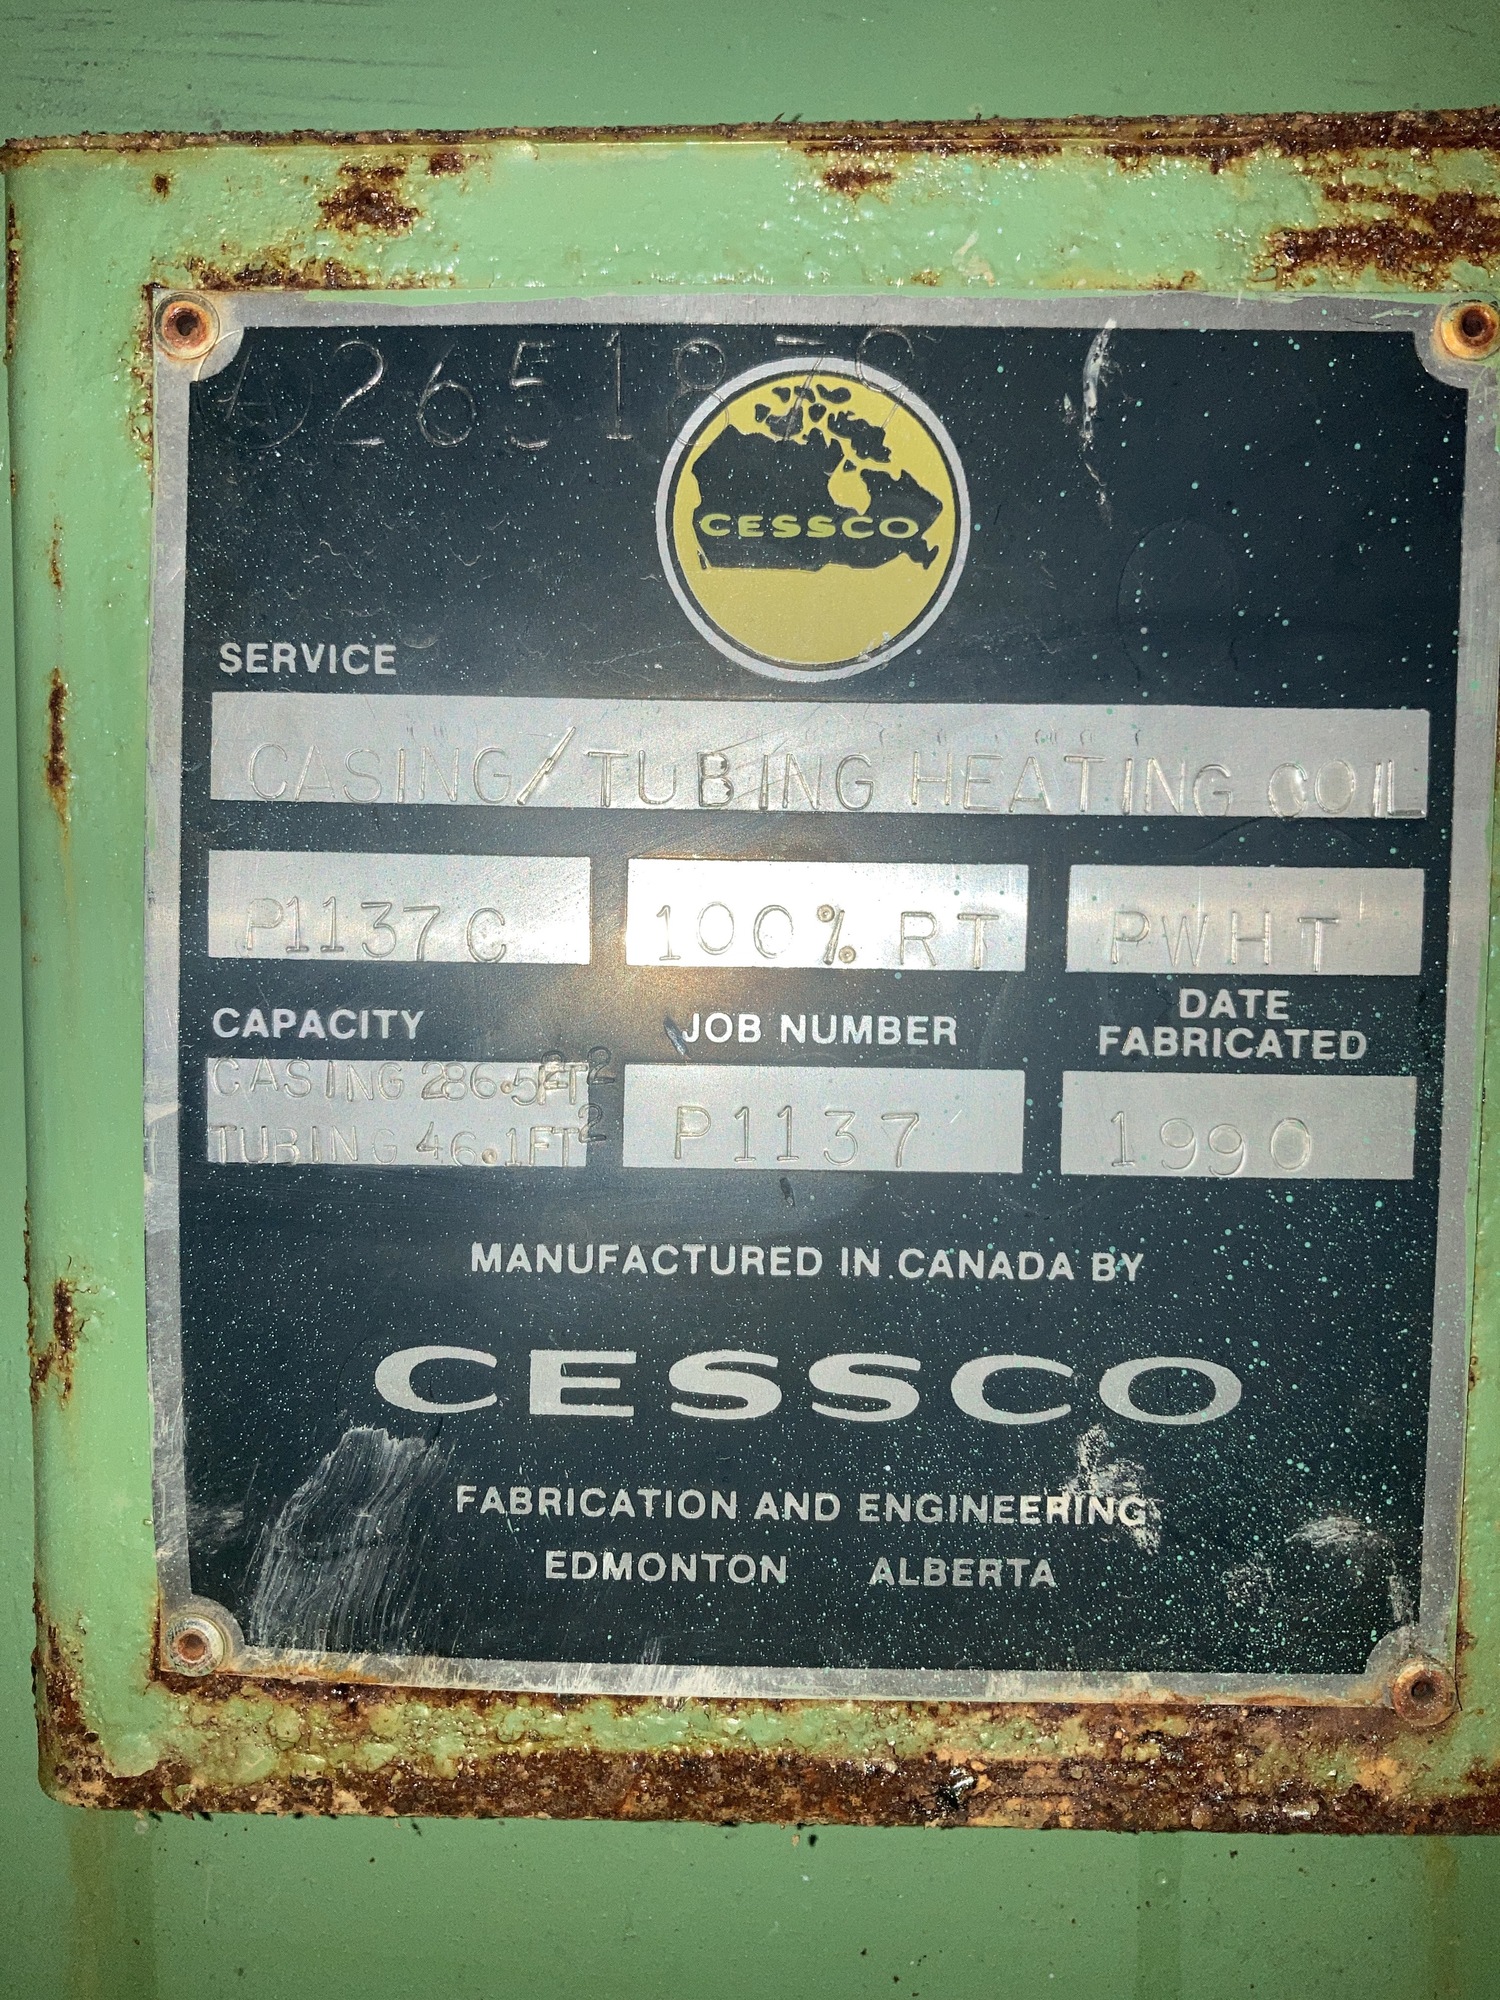 A 26518
CESSCO
SERVICE
CASING/TUBING HEATING COIL
P1137C 100% RT PWHT
CAPACITY JOB NUMBER DATE FABRICATED
CASING 286.5FT²
TUBING 46.1FT²
P1137 1990
MANUFACTURED IN CANADA BY
CESSCO
FABRICATION AND ENGINEERING
EDMONTON ALBERTA